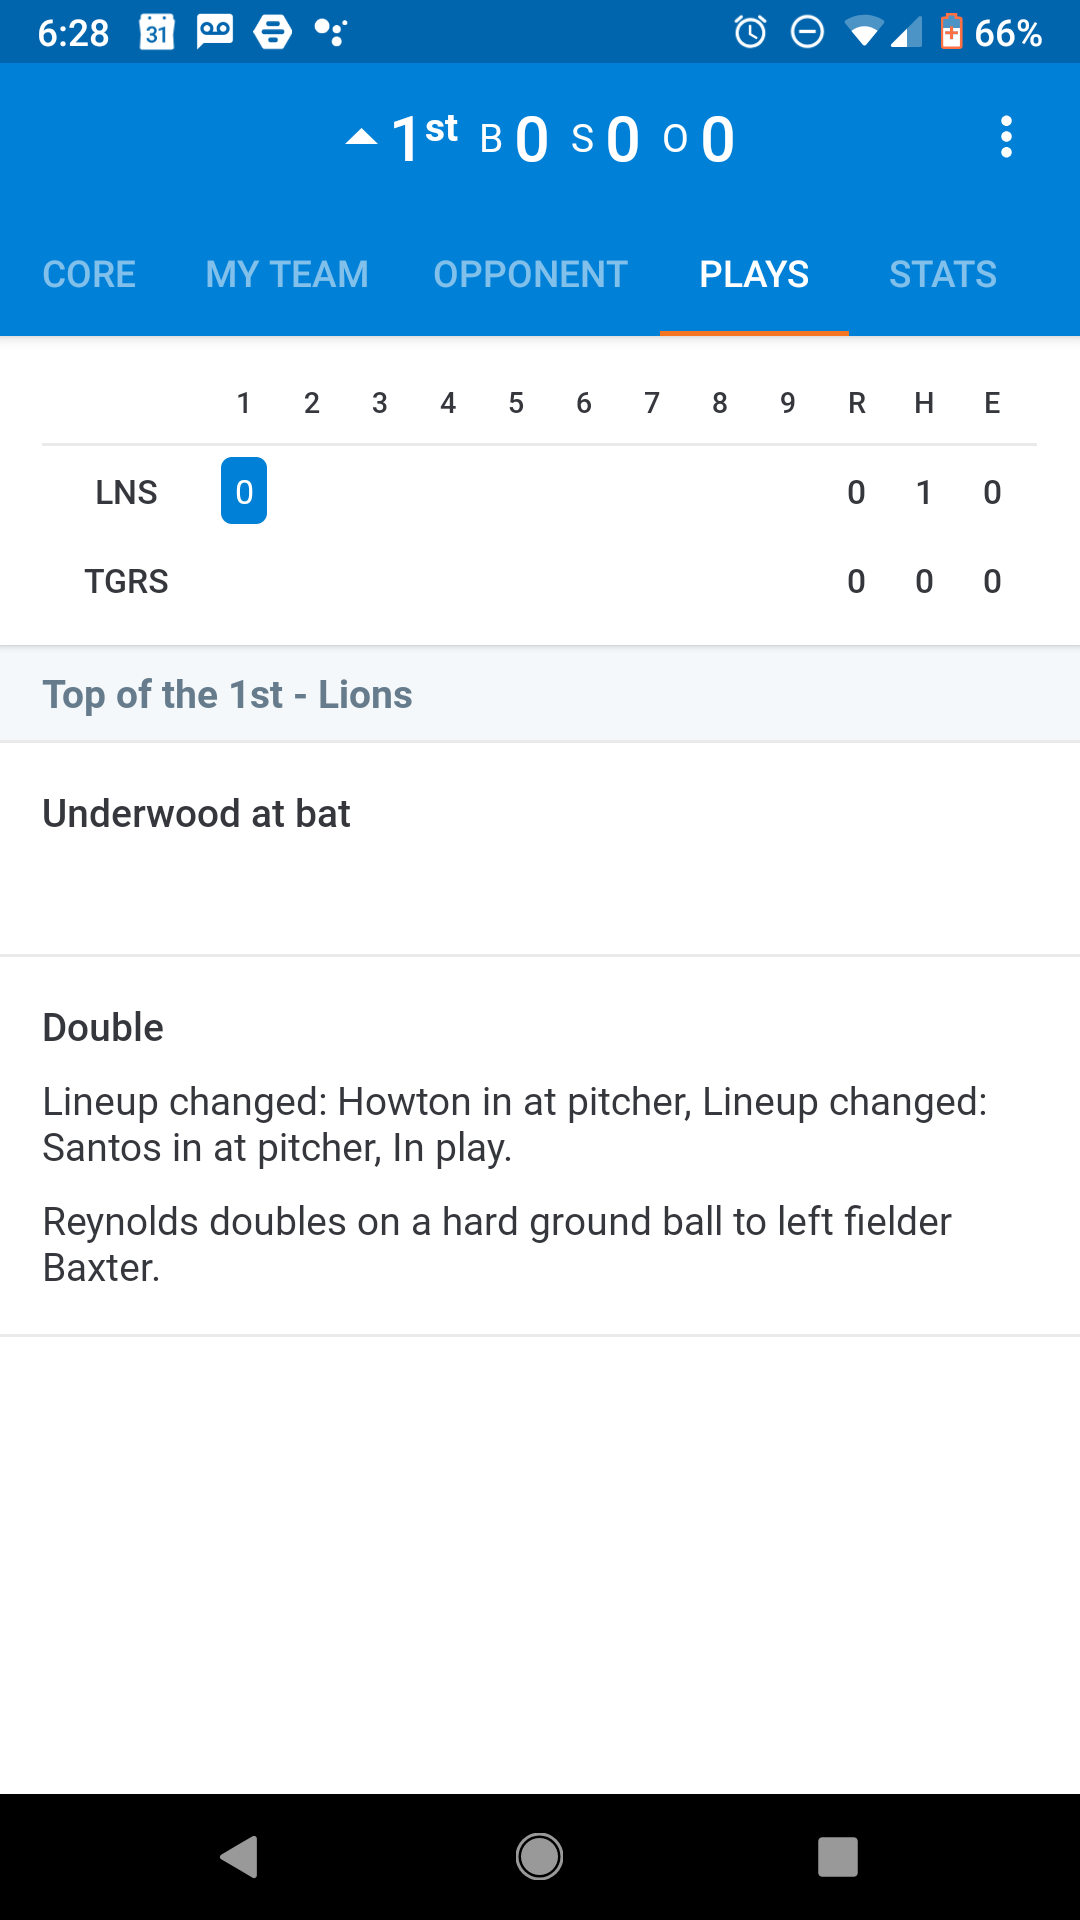 6:28 31 66%
1st B 0 S 0 O 0
CORE MY TEAM OPPONENT PLAYS STATS
1 2 3 4 5 6 7 8 9 R H E
LNS 0 0 1 0
TGRS 0 0 0
Top of the 1st - Lions
Underwood at bat
Double
Lineup changed: Howton in at pitcher, Lineup changed:
Santos in at pitcher, In play.
Reynolds doubles on a hard ground ball to left fielder
Baxter.